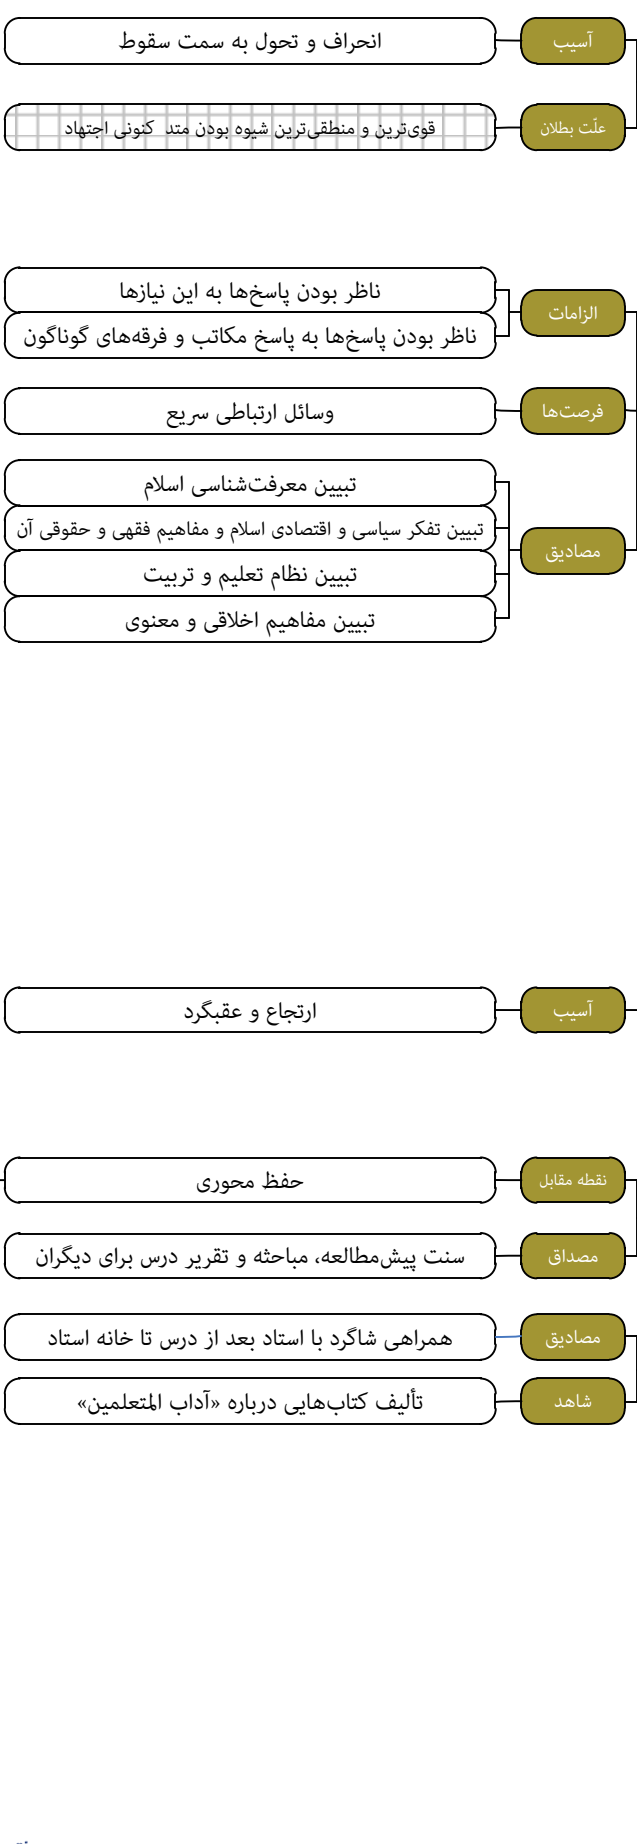 آسیب
انحراف و تحول به سمت سقوط
علّت بطلان
قوی‌ترین و منطقی‌ترین شیوه بودن متد کنونی اجتهاد
الزامات
ناظر بودن پاسخ‌ها به این نیازها
ناظر بودن پاسخ‌ها به پاسخ مکاتب و فرقه‌های گوناگون
فرصت‌ها
وسائل ارتباطی سریع
مصادیق
تبیین معرفت‌شناسی اسلام
تبیین تفکر سیاسی و اقتصادی اسلام و مفاهیم فقهی و حقوقی آن
تبیین نظام تعلیم و تربیت
تبیین مفاهیم اخلاقی و معنوی
آسیب
ارتجاع و عقبگرد
نقطه مقابل
حفظ محوری
مصداق
سنت پیش‌مطالعه، مباحثه و تقریر درس برای دیگران
مصادیق
همراهی شاگرد با استاد بعد از درس تا خانه استاد
شاهد
تألیف کتاب‌هایی درباره «آداب المتعلمین»